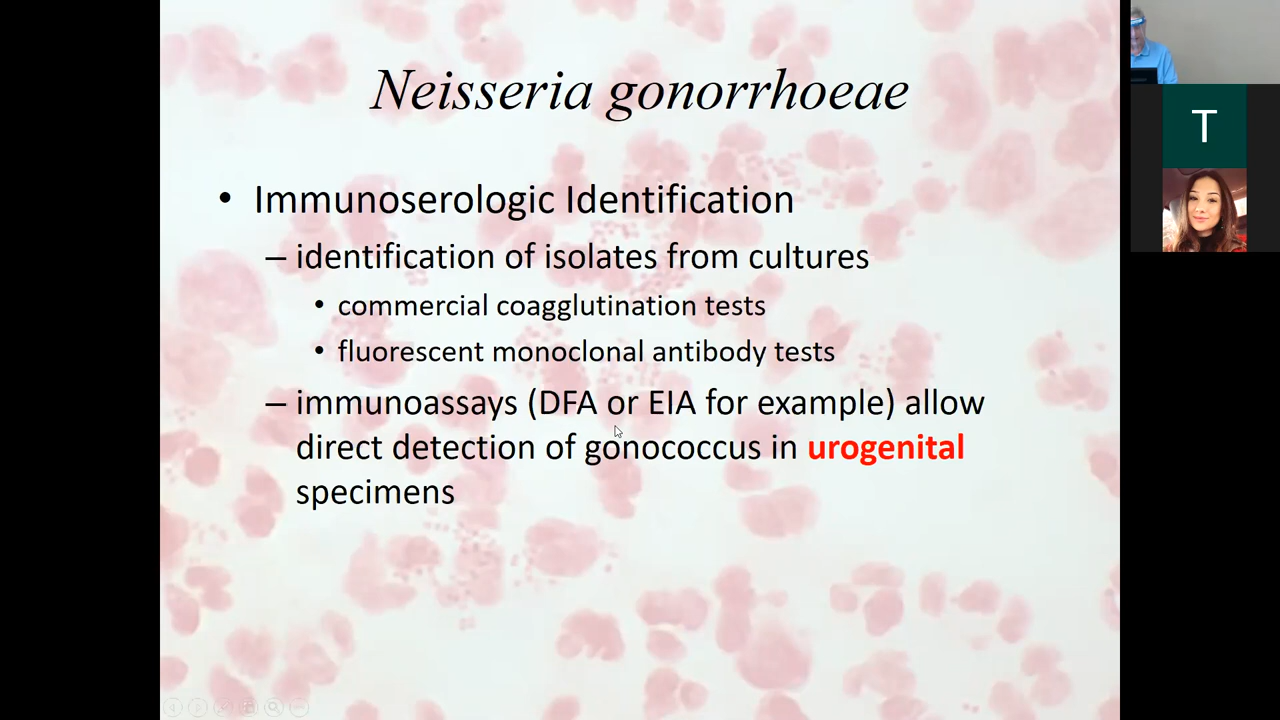 Neisseria gonorrhoeae
• Immunoserologic Identification
– identification of isolates from cultures
• commercial coagglutination tests
• fluorescent monoclonal antibody tests
– immunoassays (DFA or EIA for example) allow
direct detection of gonococcus in urogenital
specimens
T